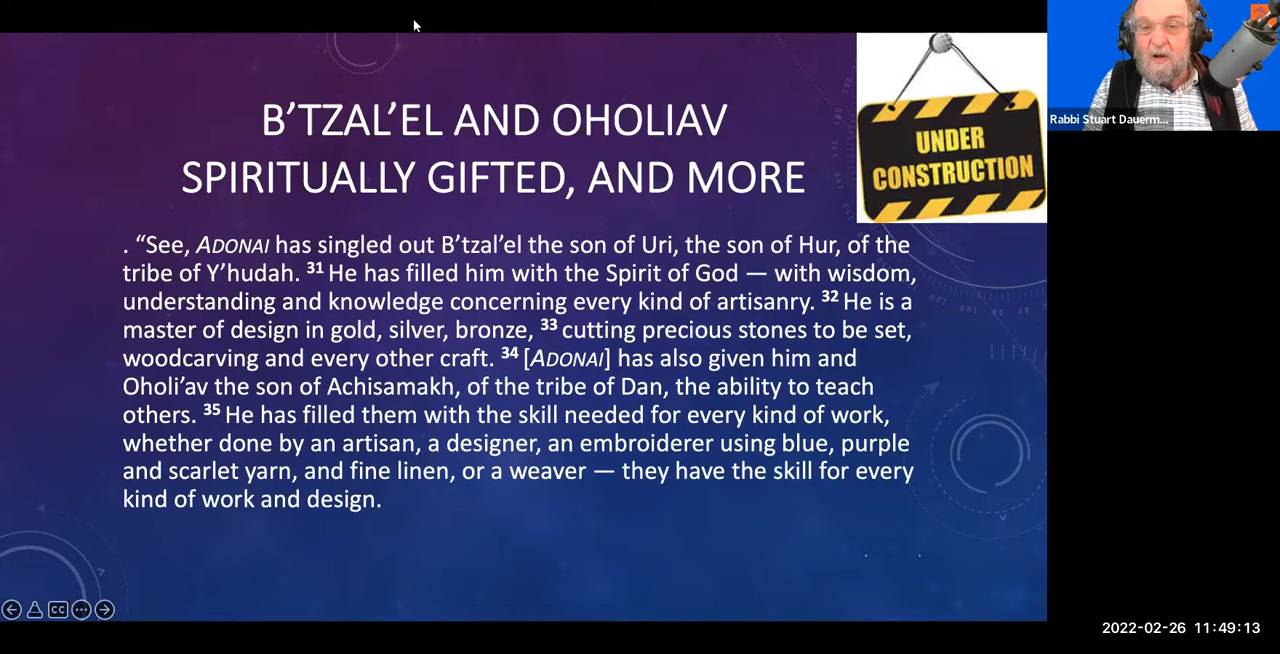 B'TZAL'EL AND OHOLIAV
SPIRITUALLY GIFTED, AND MORE
UNDER
CONSTRUCTION
Rabbi Stuart Dauerm...
. “See, ADONAI has singled out B'tzal'el the son of Uri, the son of Hur, of the
tribe of Y'hudah. 31 He has filled him with the Spirit of God — with wisdom,
understanding and knowledge concerning every kind of artisanry. 32 He is a
master of design in gold, silver, bronze, 33 cutting precious stones to be set,
woodcarving and every other craft. 34 [ADONAI] has also given him and
Oholi'av the son of Achisamakh, of the tribe of Dan, the ability to teach
others. 35 He has filled them with the skill needed for every kind of work,
whether done by an artisan, a designer, an embroiderer using blue, purple
and scarlet yarn, and fine linen, or a weaver — they have the skill for every
kind of work and design.
CC
2022-02-26 11:49:13